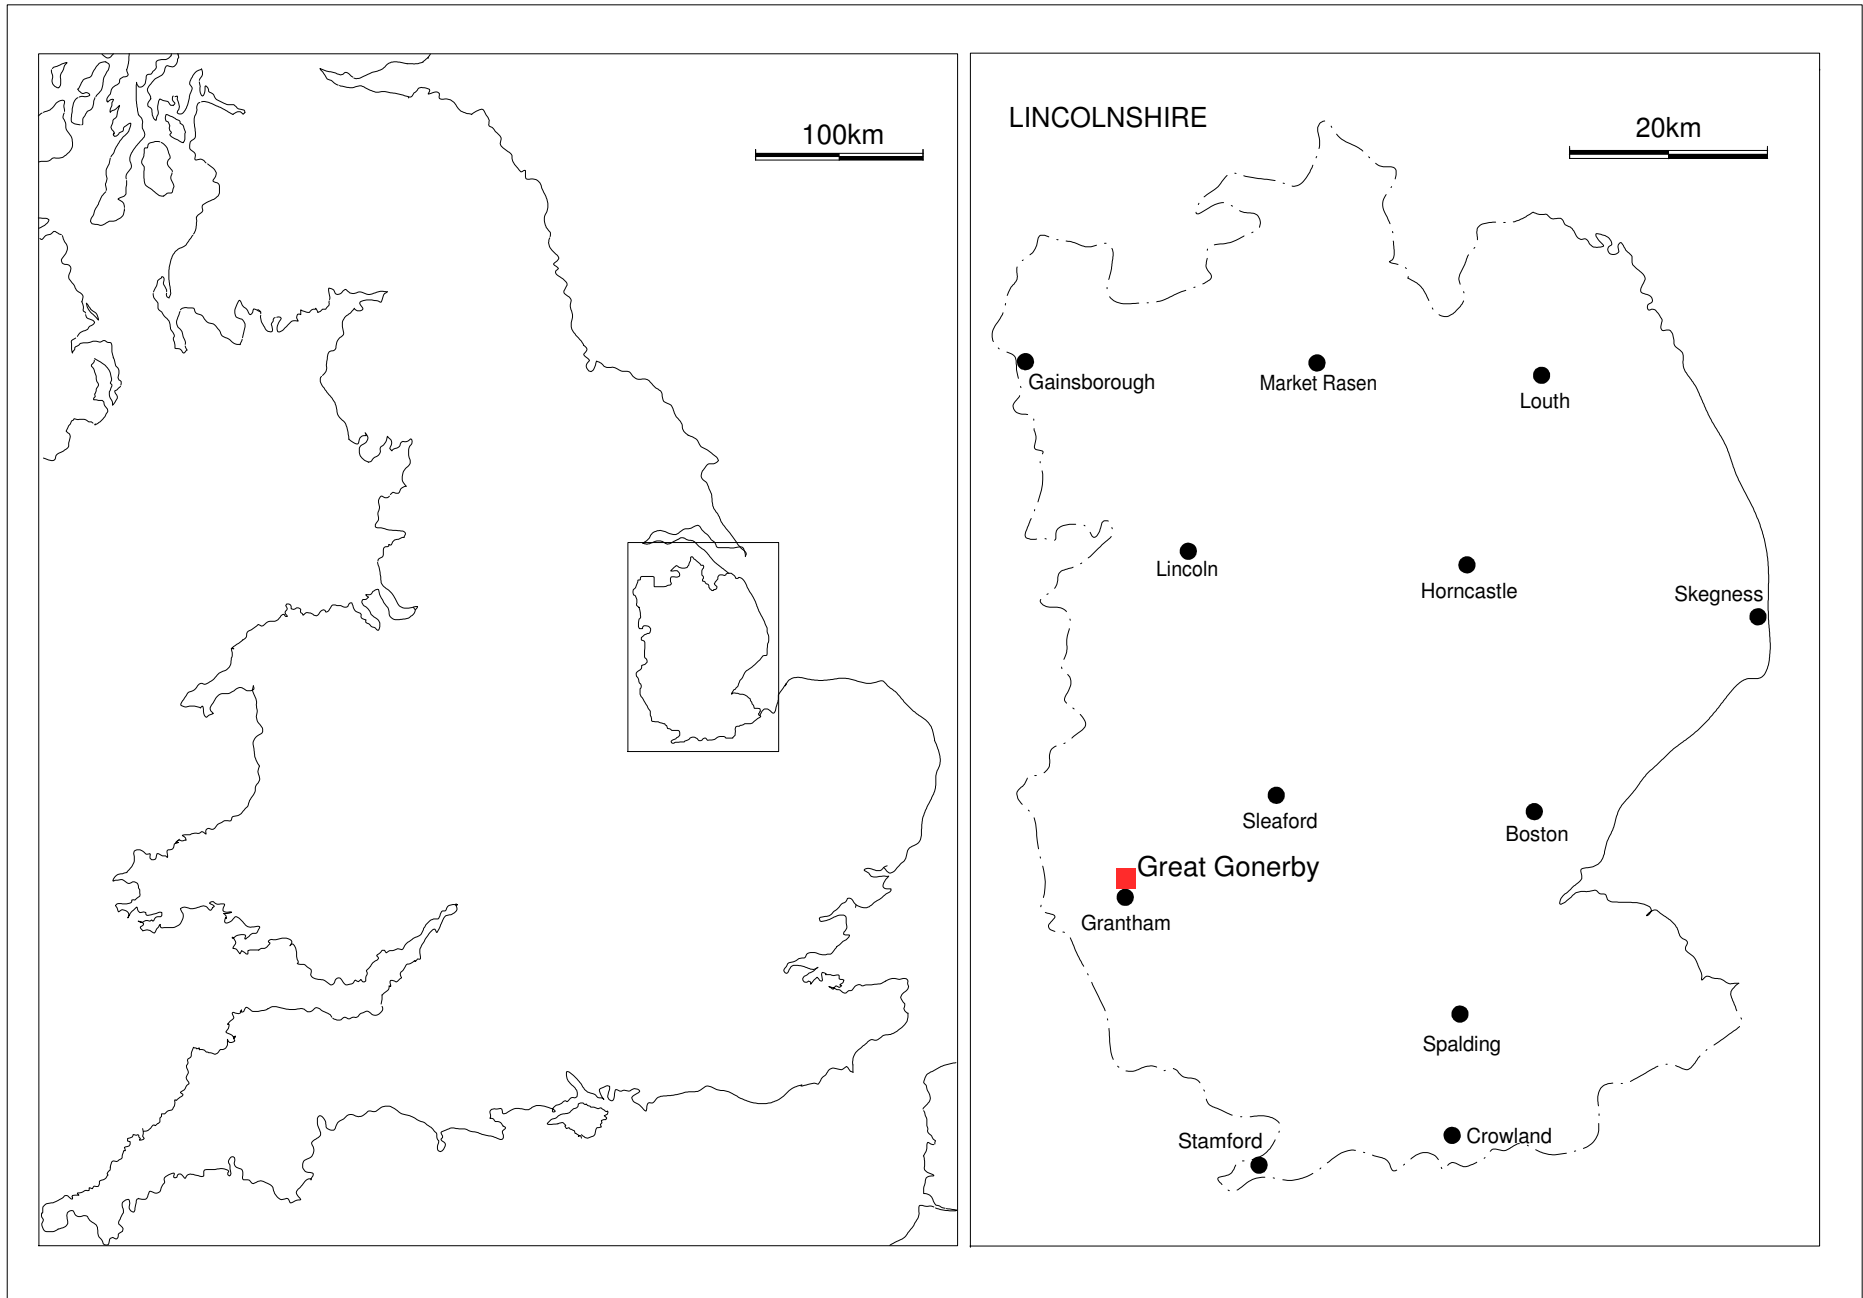 100km
LINCOLNSHIRE
20km
Gainsborough
Market Rasen
Louth
Lincoln
Horncastle
Skegness
Sleaford
Boston
Great Gonerby
Grantham
Spalding
Stamford
Crowland